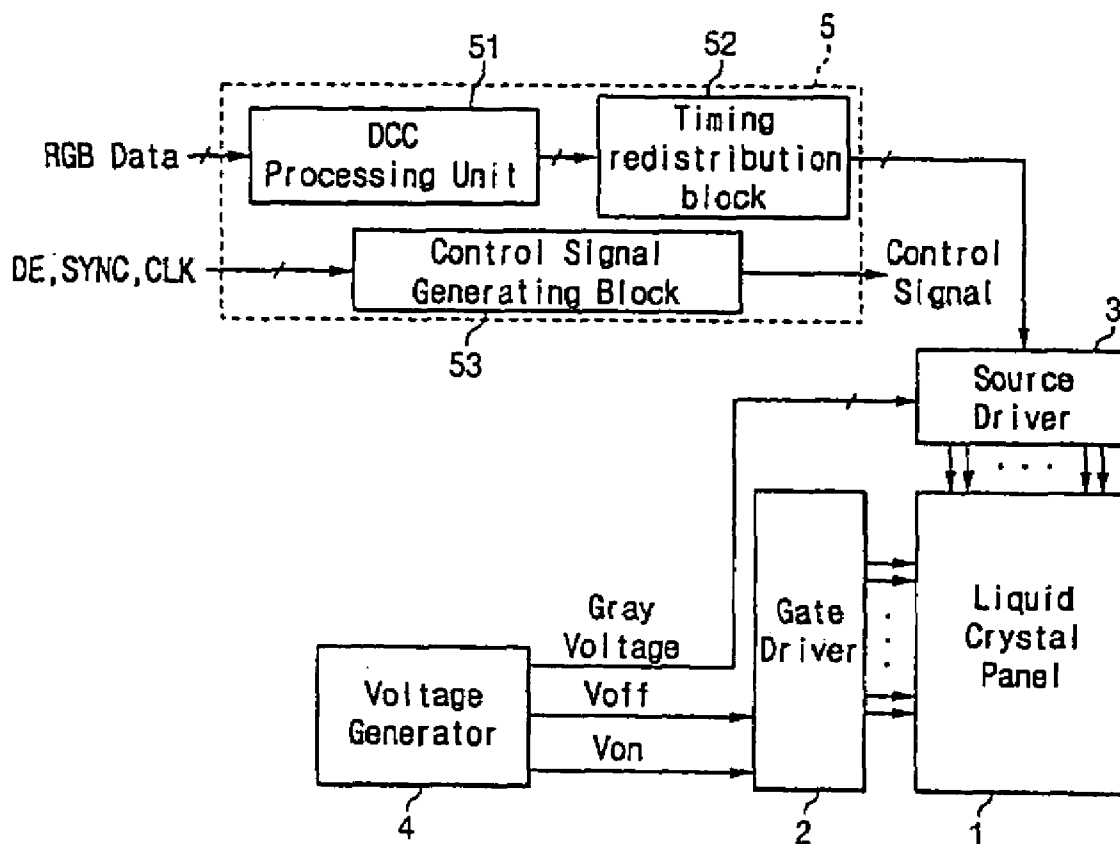 51
52
5
DCC
Processing Unit
Timing
redistribution
block
RGB Data
DE,SYNC,CLK
Control Signal
Generating Block
Control
Signal
53
3
Source
Driver
. . .
Gray
Voltage
Voltage
Generator
Voff
Von
Gate
Driver
Liquid
Crystal
Panel
4
2
1